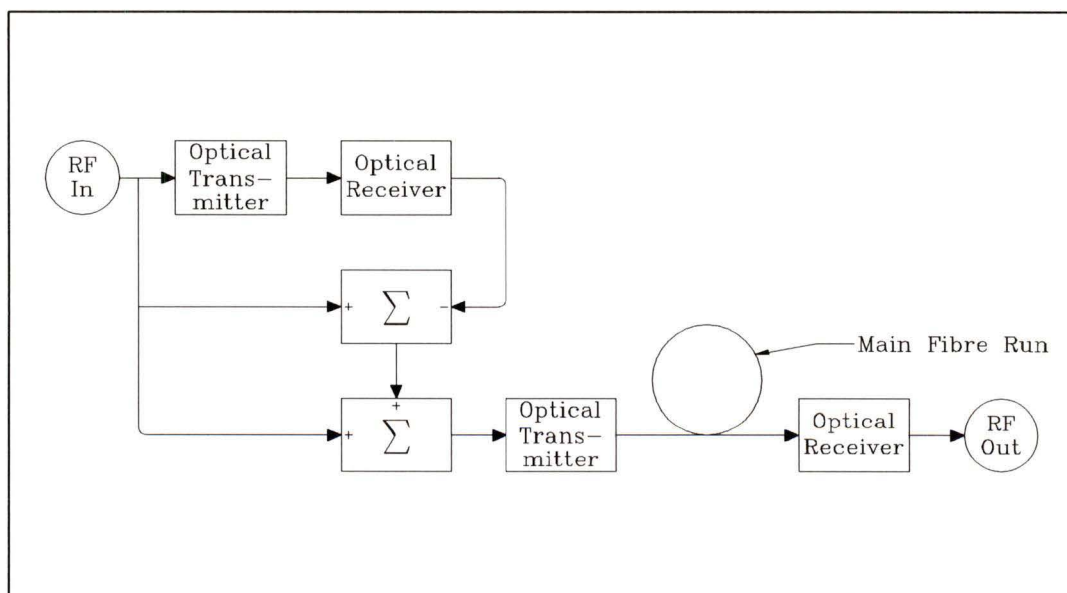 RF
In
Optical
Trans-
mitter
Optical
Receiver
+ Σ -
+
+ Σ
Optical
Trans-
mitter
Main Fibre Run
Optical
Receiver
RF
Out